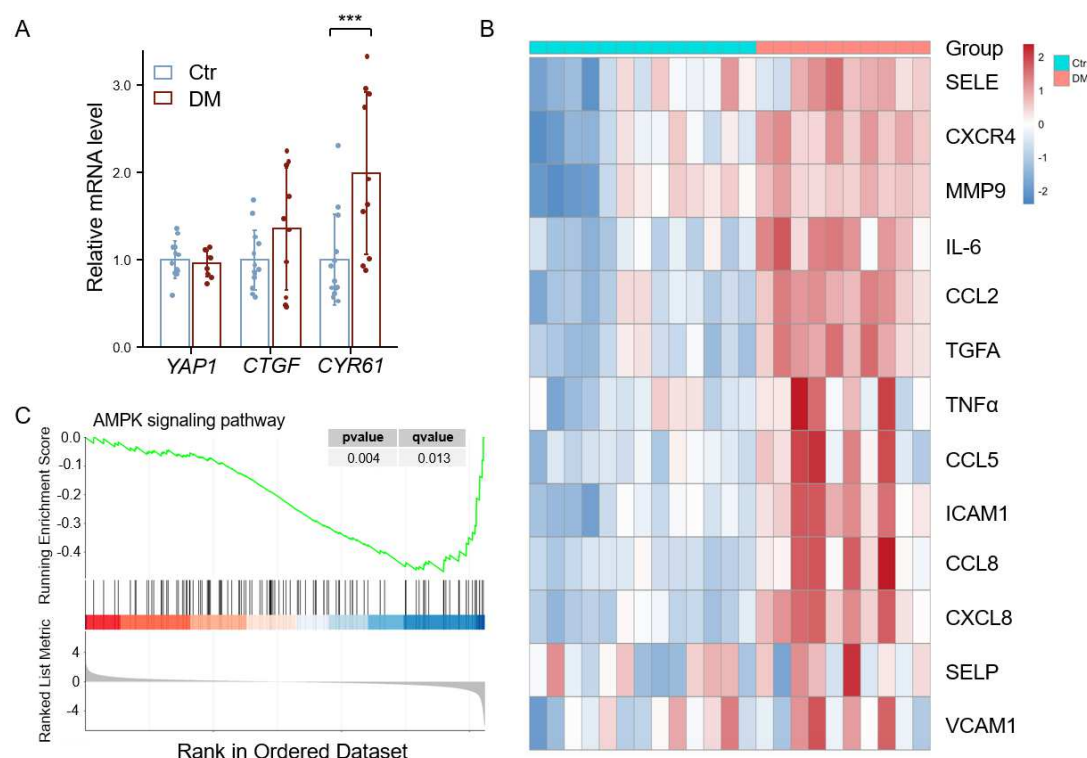 A
***
Ctr
DM
Relative mRNA level
3.0
2.0
1.0
0.0
YAP1 CTGF CYR61
B
Group
SELE
CXCR4
MMP9
IL-6
CCL2
TGFA
TNFα
CCL5
ICAM1
CCL8
CXCL8
SELP
VCAM1
2
1
0
-1
-2
Ctr
DM
C
AMPK signaling pathway
pvalue qvalue
0.004 0.013
Running Enrichment Score
0.0
-0.1
-0.2
-0.3
-0.4
Ranked List Metric
4
0
-4
Rank in Ordered Dataset